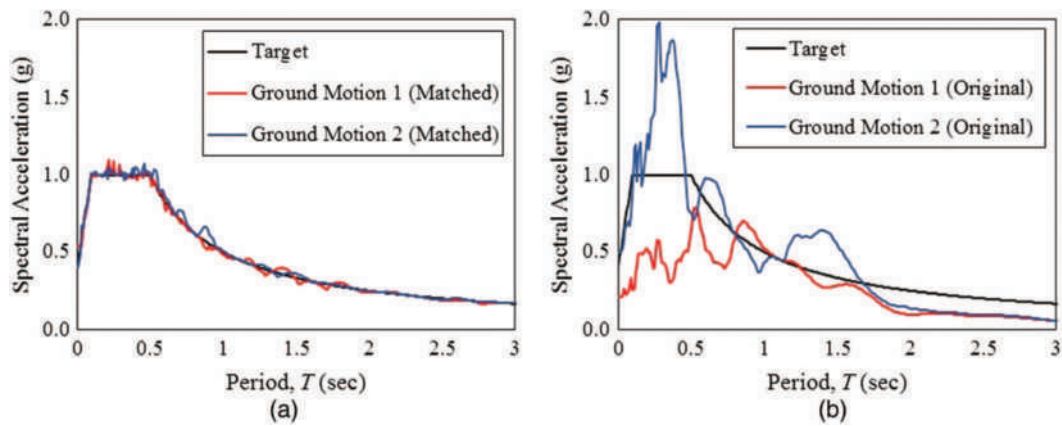 2.0
1.5
1.0
0.5
0.0
Spectral Acceleration (g)
Target
Ground Motion 1 (Matched)
Ground Motion 2 (Matched)
0 0.5 1 1.5 2 2.5 3
Period, T (sec)
(a)
2.0
1.5
1.0
0.5
0.0
Spectral Acceleration (g)
Target
Ground Motion 1 (Original)
Ground Motion 2 (Original)
0 0.5 1 1.5 2 2.5 3
Period, T (sec)
(b)